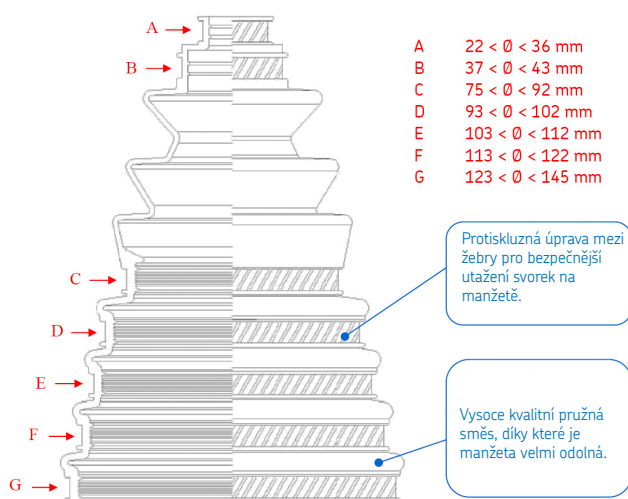 A 22 < Ø < 36 mm
B 37 < Ø < 43 mm
C 75 < Ø < 92 mm
D 93 < Ø < 102 mm
E 103 < Ø < 112 mm
F 113 < Ø < 122 mm
G 123 < Ø < 145 mm
A
B
C
D
E
F
G
Protiskluzná úprava mezi
žebry pro bezpečnější
utažení svorek na
manžetě.
Vysoce kvalitní pružná
směs, díky které je
manžeta velmi odolná.